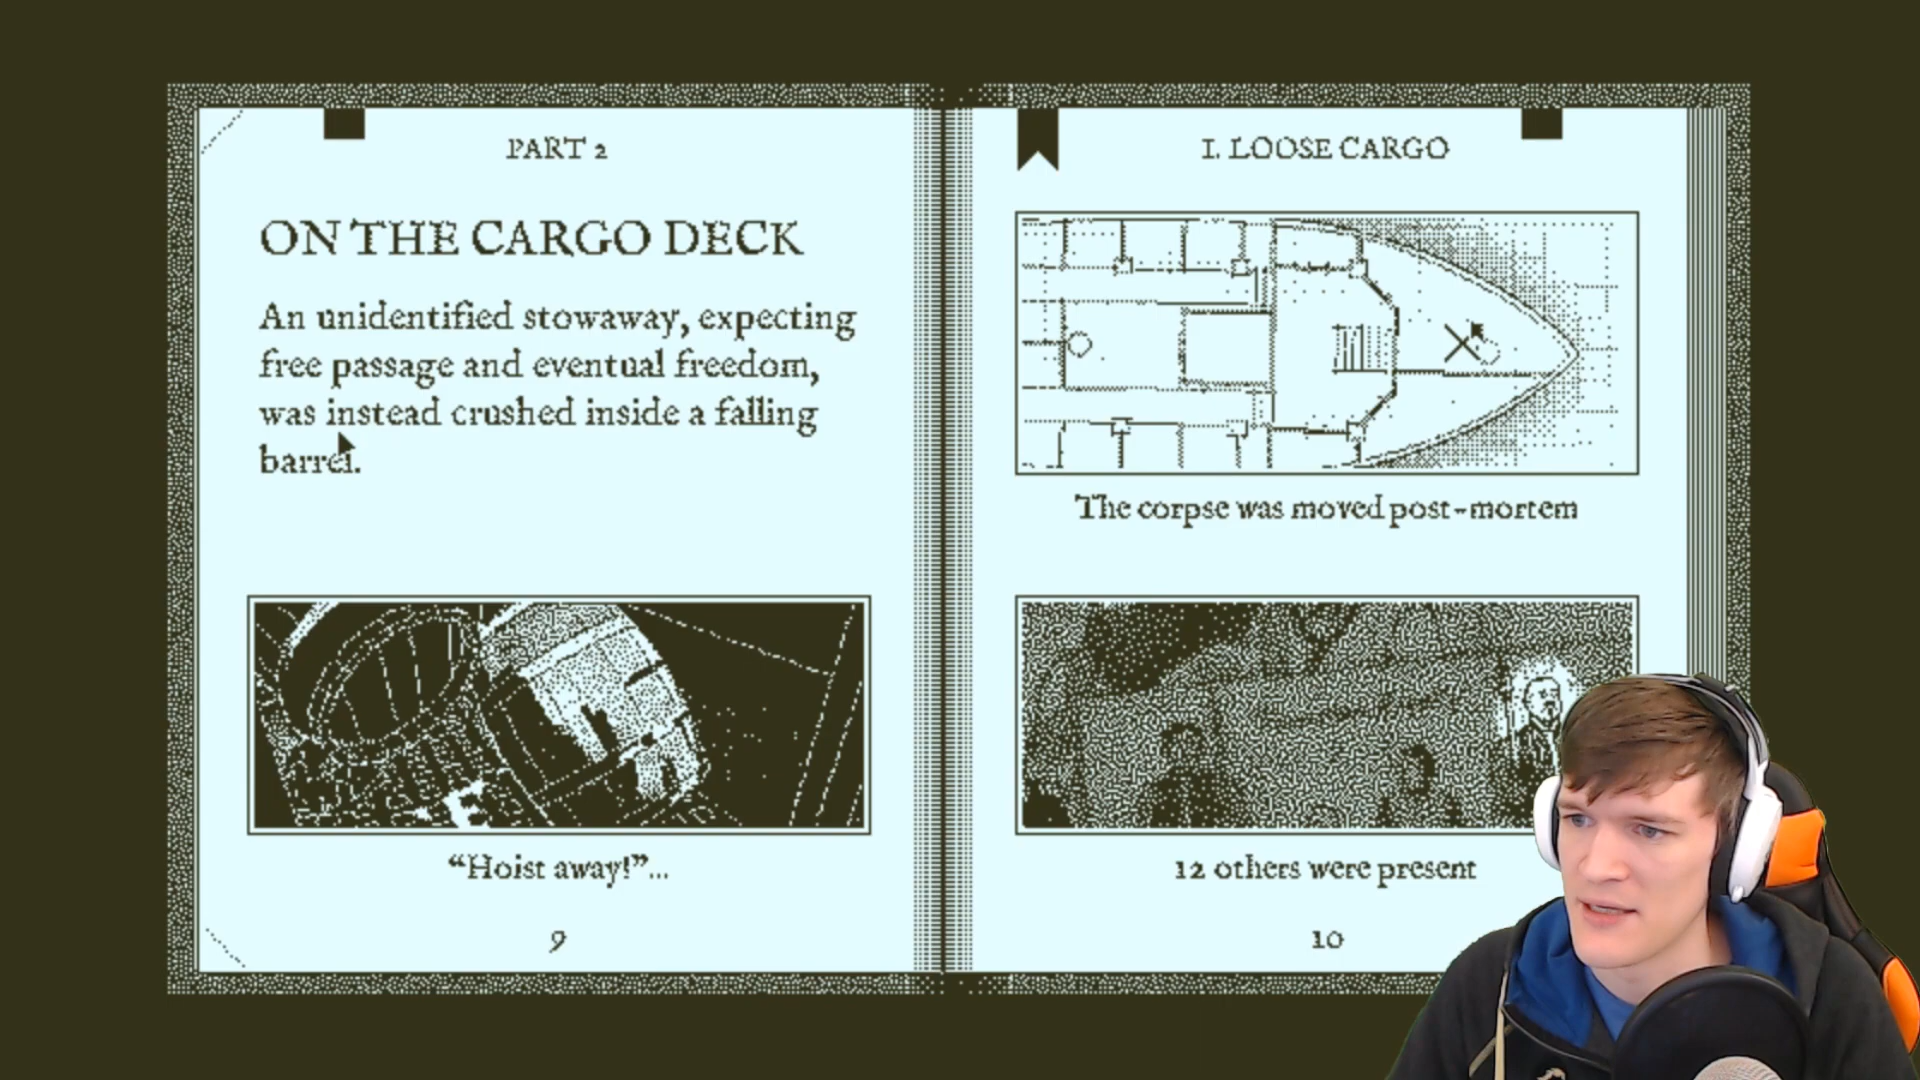 PART 2
ON THE CARGO DECK
An unidentified stowaway, expecting
free passage and eventual freedom,
was instead crushed inside a falling
barrel.
“Hoist away!”...
9
I. LOOSE CARGO
The corpse was moved post-mortem
12 others were present
10